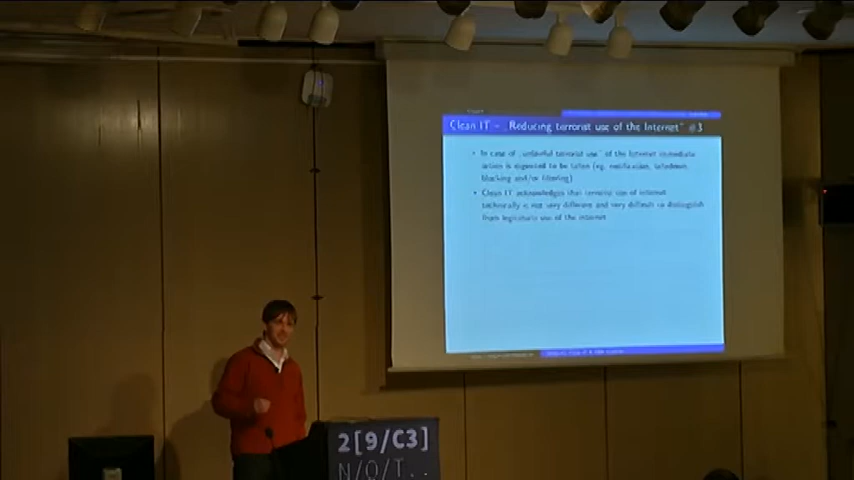 Clean IT – „Reducing terrorist use of the Internet“ #3
• In case of „unlawful terrorist use“ of the Internet immediate
action is expected to be taken (eg. notification, takedown,
blocking and/or filtering)
• Clean IT acknowledges that terrorist use of internet
technically is not very different and very difficult to distinguish
from legitimate use of the internet
2[9/C3]
N/O/T..